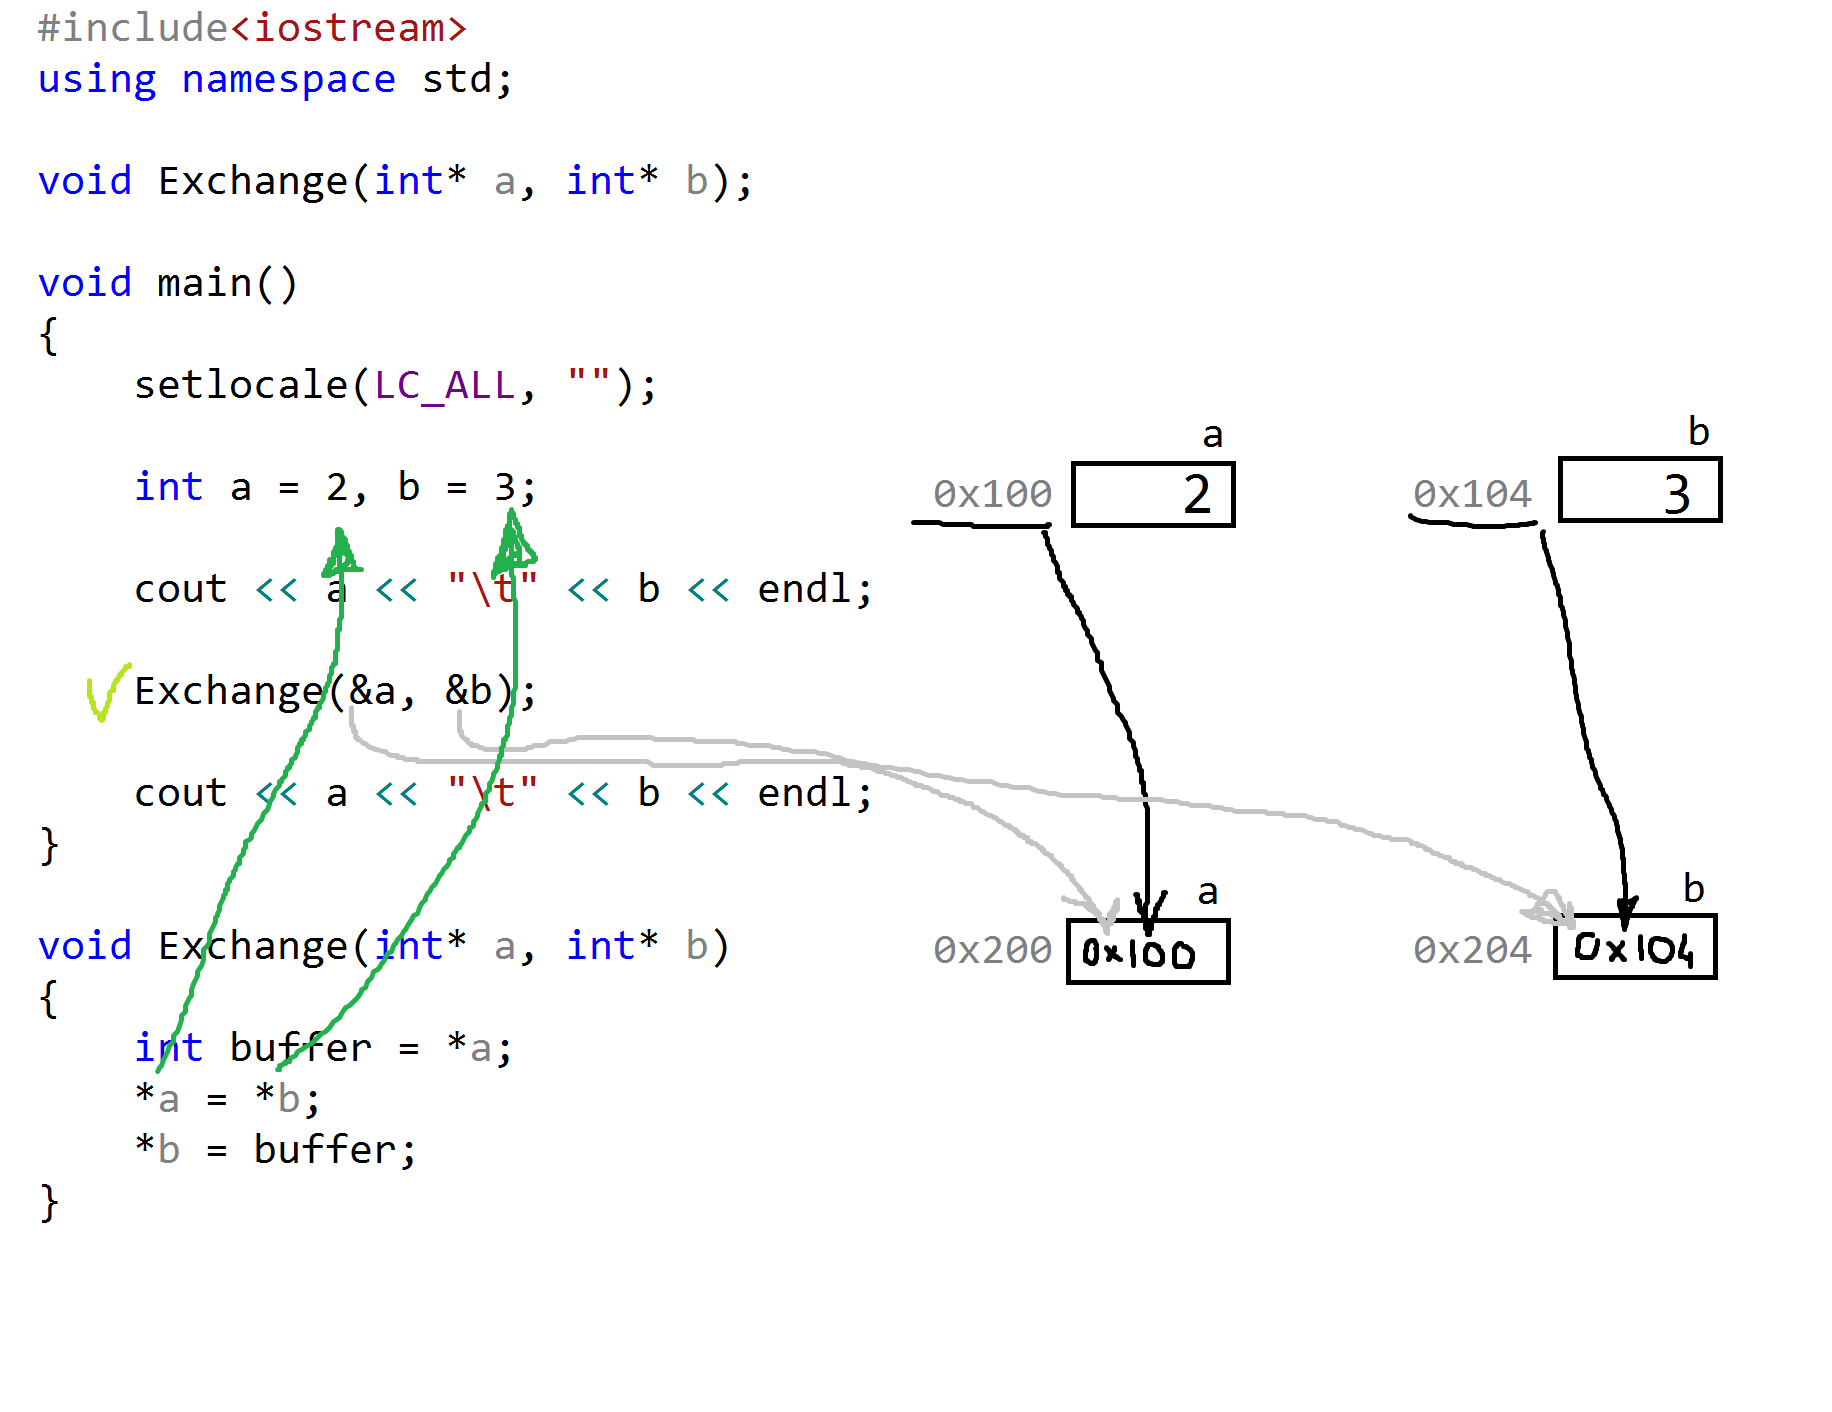 #include<iostream>
using namespace std;
void Exchange(int* a, int* b);
void main()
{
setlocale(LC_ALL, "");
a b
int a = 2, b = 3; 0x100 2 0x104 3
cout << a << "\t" << b << endl;
Exchange(&a, &b);
cout << a << "\t" << b << endl;
}
a b
void Exchange(int* a, int* b) 0x200 0x100 0x204 0x104
{
int buffer = *a;
*a = *b;
*b = buffer;
}